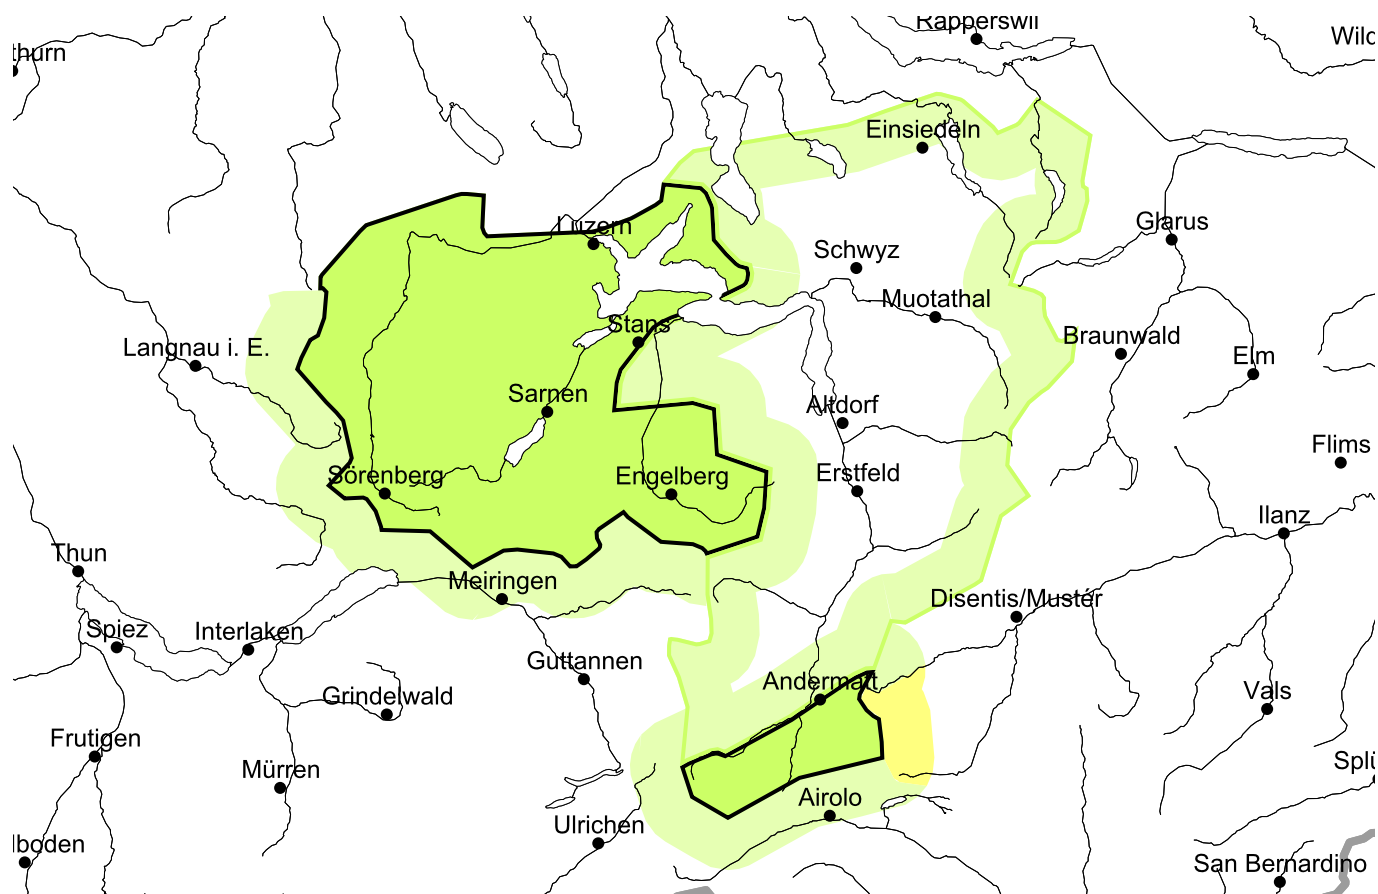 Rapperswil
Wild
thurn
Einsiedeln
Glarus
Luzern
Schwyz
Muotathal
Stans
Braunwald
Langnau i. E.
Elm
Sarnen
Altdorf
Flims
Sörenberg
Engelberg
Erstfeld
Ilanz
Thun
Meiringen
Disentis/Mustér
Spiez
Interlaken
Guttannen
Andermatt
Vals
Grindelwald
Frutigen
Mürren
Splü
Airolo
Ulrichen
lboden
San Bernardino